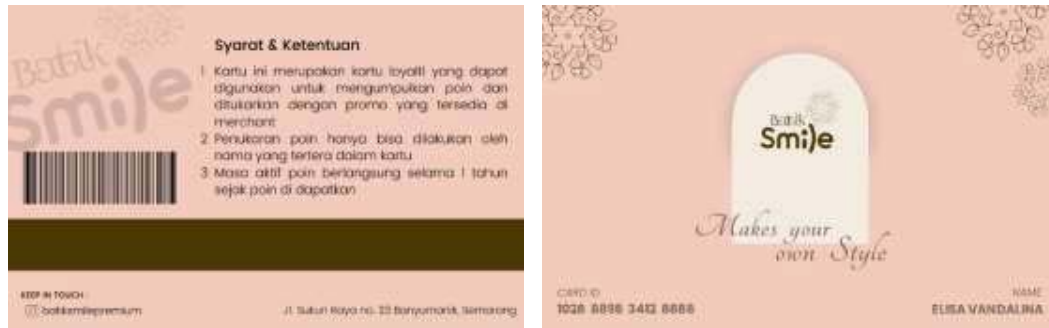 Batik
Smile
Syarat & Ketentuan
1 Kartu ini merupakan kartu loyalti yang dapat
digunakan untuk mengumpulkan poin dan
ditukarkan dengan promo yang tersedia di
merchant
2 Penukaran poin hanya bisa dilakukan oleh
nama yang tertera dalam kartu
3 Masa aktif poin berlangsung selama 1 tahun
sejak poin di dapatkan
KEEP IN TOUCH :
batiksmilepremium
Jl. Sukun Raya no. 23 Banyumanik, Semarang
Batik
Smile
Makes your
own Style
CARD ID
1028 8898 3412 8888
NAME
ELISA VANDALINA